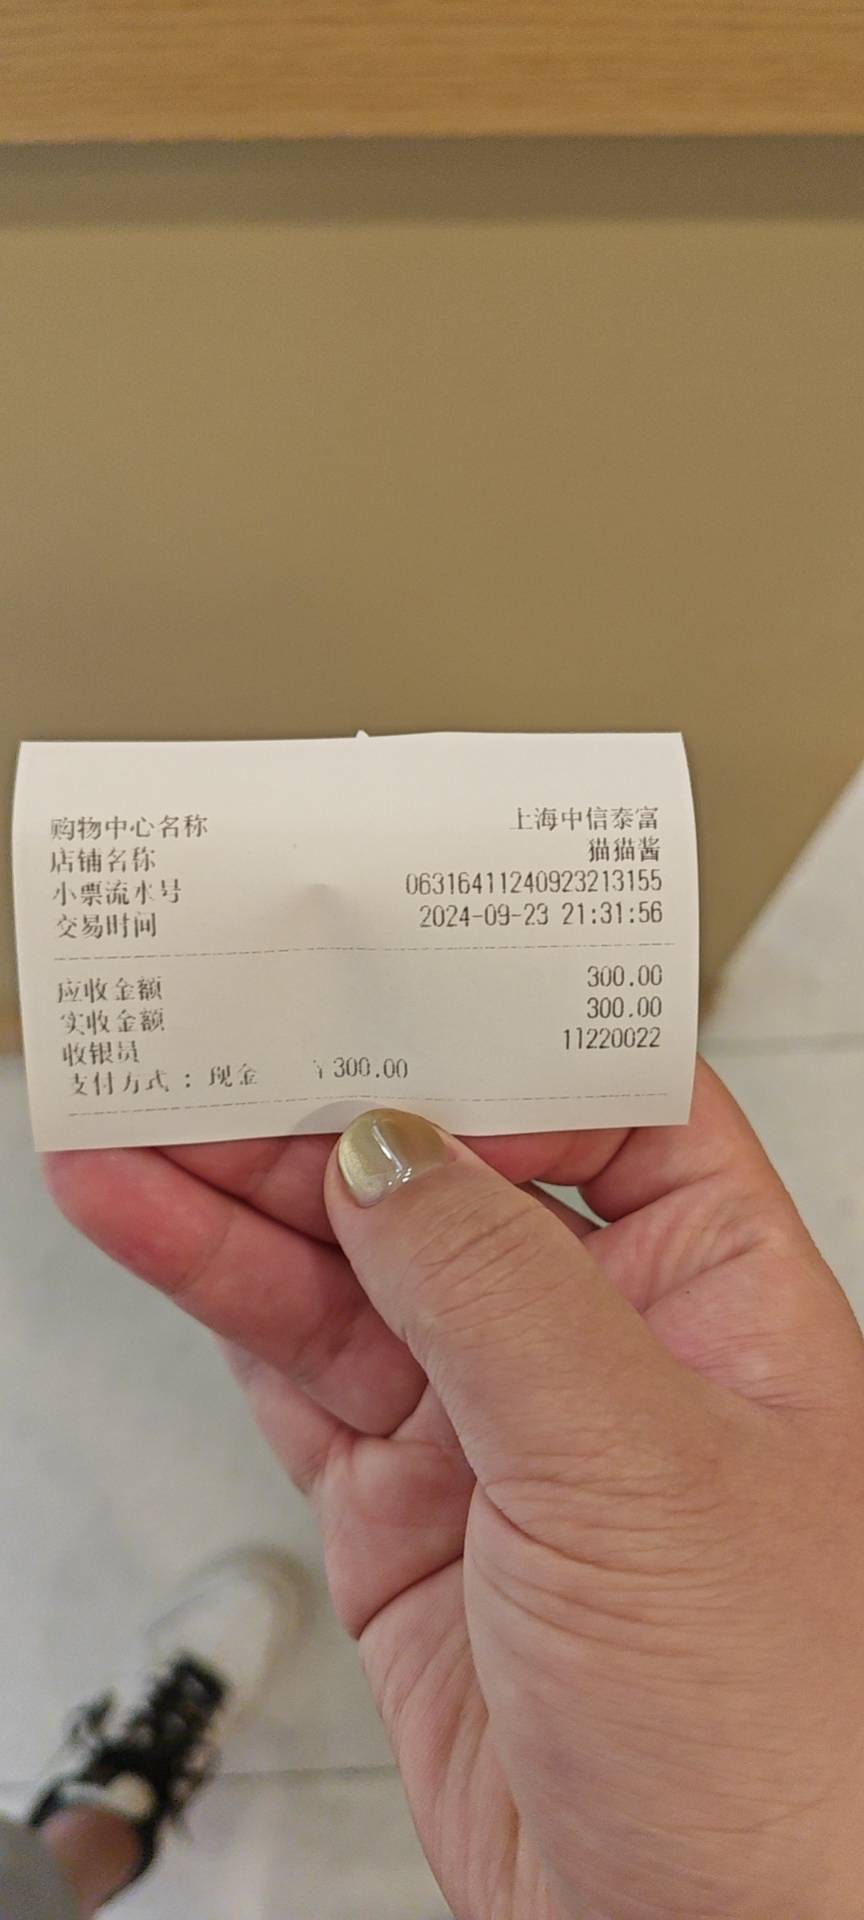 购物中心名称 上海中信泰富
店铺名称 猫猫酱
小票流水号 06316411240923213155
交易时间 2024-09-23 21:31:56
应收金额 300.00
实收金额 300.00
收银员 11220022
支付方式：现金 ¥300.00